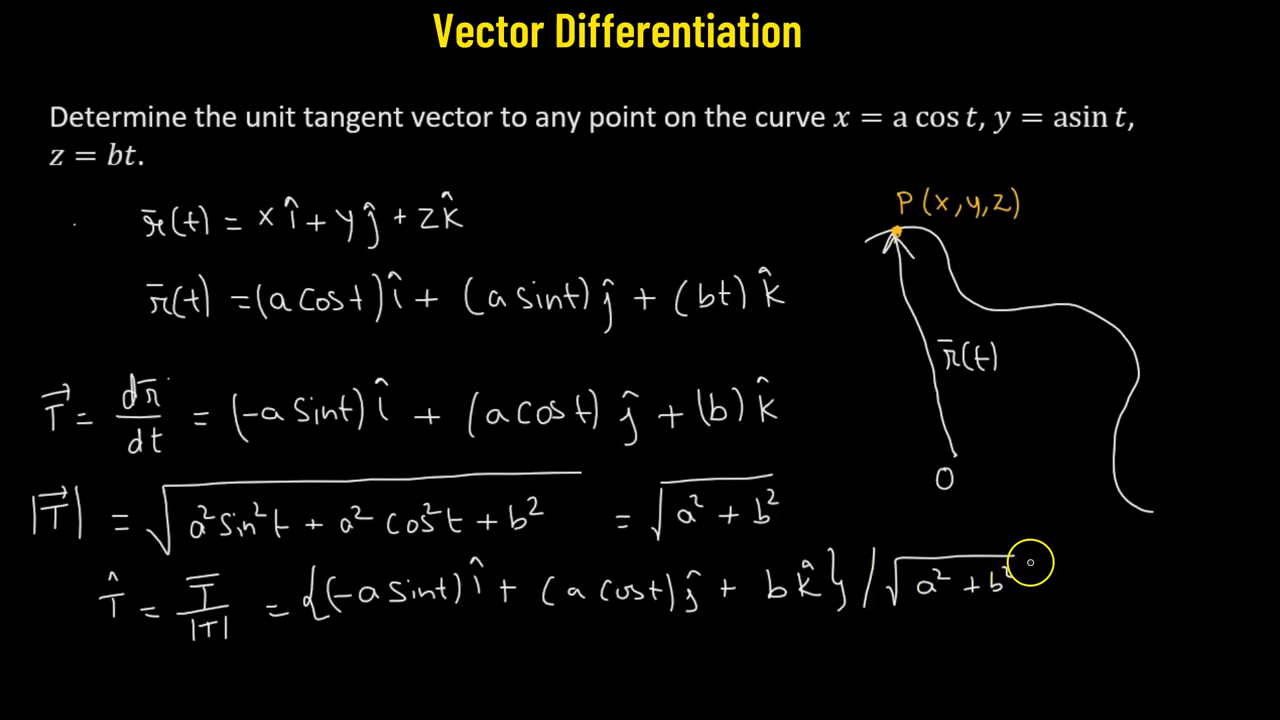 Vector Differentiation
Determine the unit tangent vector to any point on the curve x = a cos t, y = asin t,
z = bt.
r̄(t) = x î + y ĵ + z k̂
P (x, y, z)
r̄(t) = (a cos t) î + (a sin t) ĵ + (bt) k̂
r̄(t)
T⃗ = dr̄/dt = (-a sin t) î + (a cos t) ĵ + (b) k̂
O
|T⃗| = √(a² sin² t + a² cos² t + b²) = √(a² + b²)
T̂ = T̄/|T| = {(-a sin t) î + (a cos t) ĵ + b k̂} / √(a² + b²)